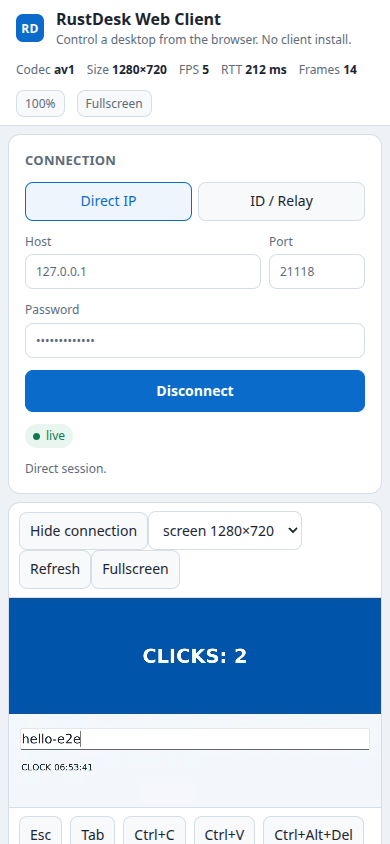 RD
RustDesk Web Client
Control a desktop from the browser. No client install.
Codec av1 Size 1280×720 FPS 5 RTT 212 ms Frames 14
100% Fullscreen
CONNECTION
Direct IP ID / Relay
Host Port
127.0.0.1 21118
Password
•••••••••••••
Disconnect
live
Direct session.
Hide connection screen 1280×720
Refresh Fullscreen
CLICKS: 2
hello-e2e
CLOCK 06:53:41
Esc Tab Ctrl+C Ctrl+V Ctrl+Alt+Del